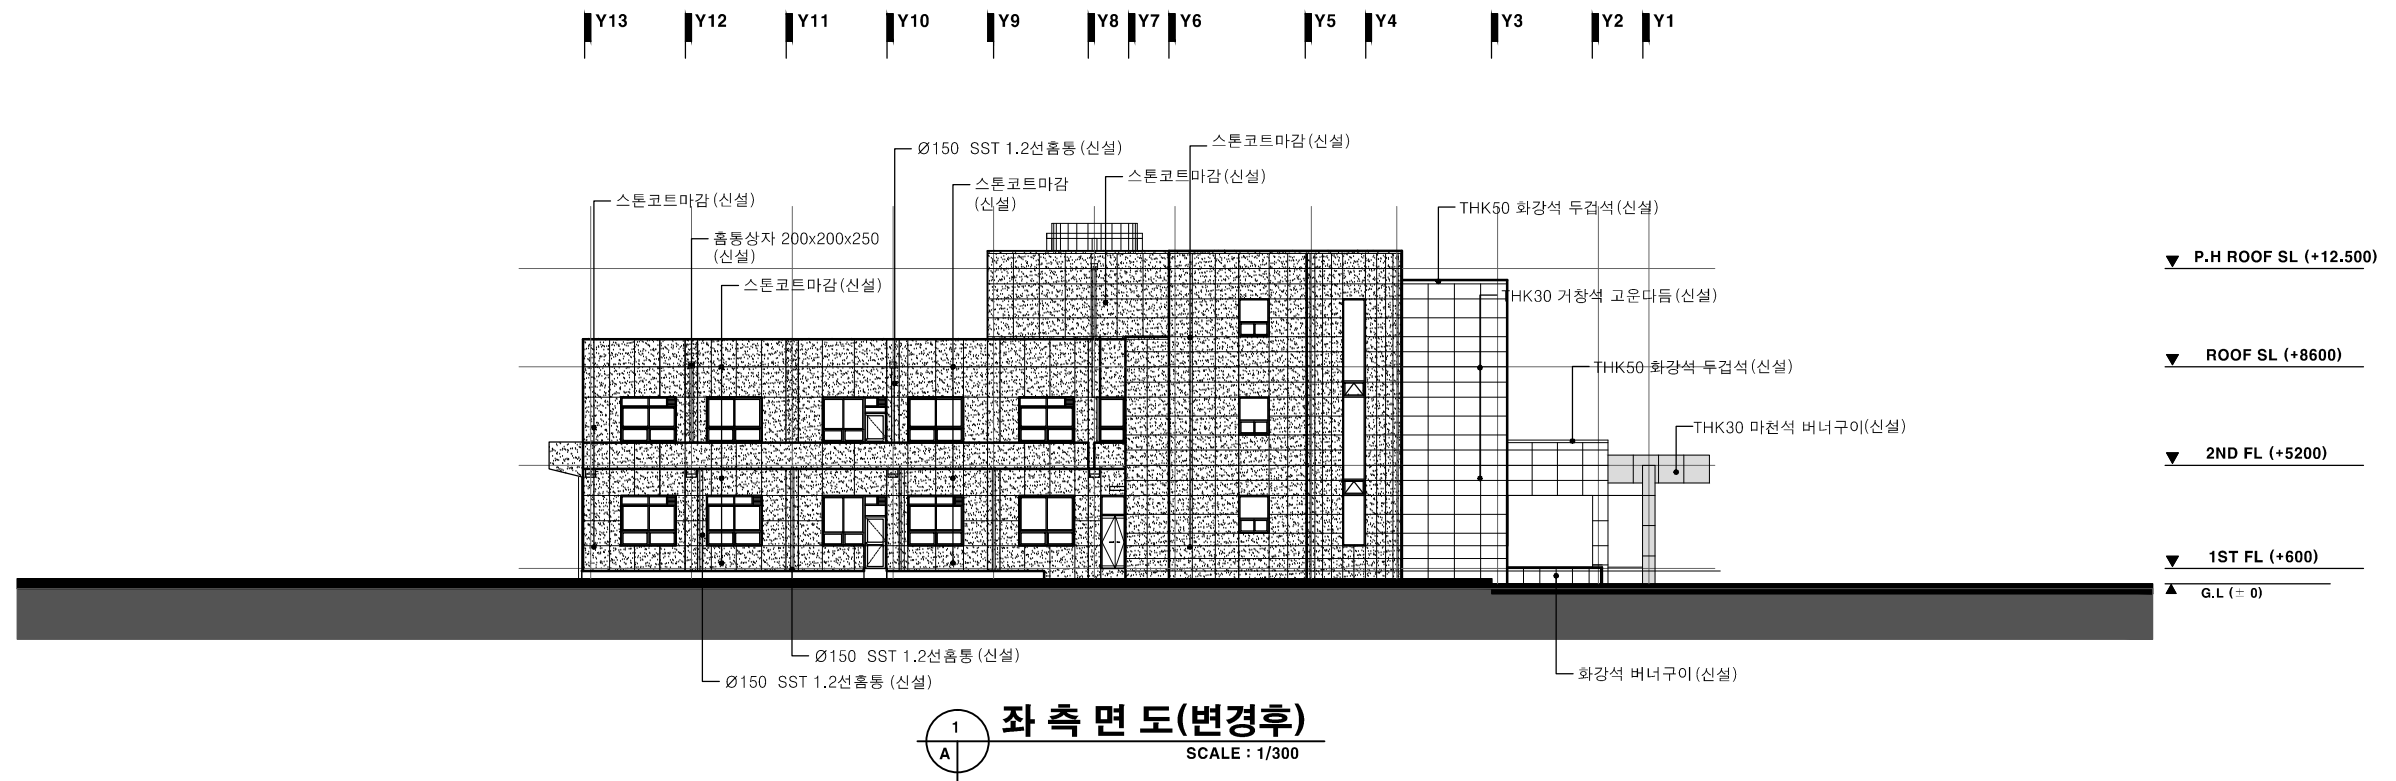 Y13 Y12 Y11 Y10 Y9 Y8 Y7 Y6 Y5 Y4 Y3 Y2 Y1
스톤코트마감(신설)
Ø150 SST 1.2선홈통(신설)
스톤코트마감(신설)
스톤코트마감
(신설)
스톤코트마감(신설)
THK50 화강석 두겁석(신설)
홈통상자 200x200x250
(신설)
P.H ROOF SL (+12.500)
스톤코트마감(신설)
THK30 거창석 고운다듬(신설)
ROOF SL (+8600)
THK50 화강석 두겁석(신설)
THK30 마천석 버너구이(신설)
2ND FL (+5200)
1ST FL (+600)
G.L (± 0)
Ø150 SST 1.2선홈통(신설)
Ø150 SST 1.2선홈통 (신설)
화강석 버너구이(신설)
1
A
좌 측 면 도(변경후)
SCALE : 1/300